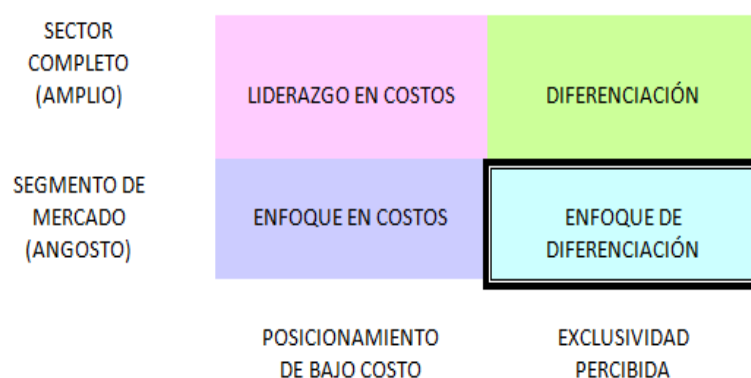 SECTOR
COMPLETO
(AMPLIO)
LIDERAZGO EN COSTOS
DIFERENCIACIÓN
SEGMENTO DE
MERCADO
(ANGOSTO)
ENFOQUE EN COSTOS
ENFOQUE DE
DIFERENCIACIÓN
POSICIONAMIENTO
DE BAJO COSTO
EXCLUSIVIDAD
PERCIBIDA